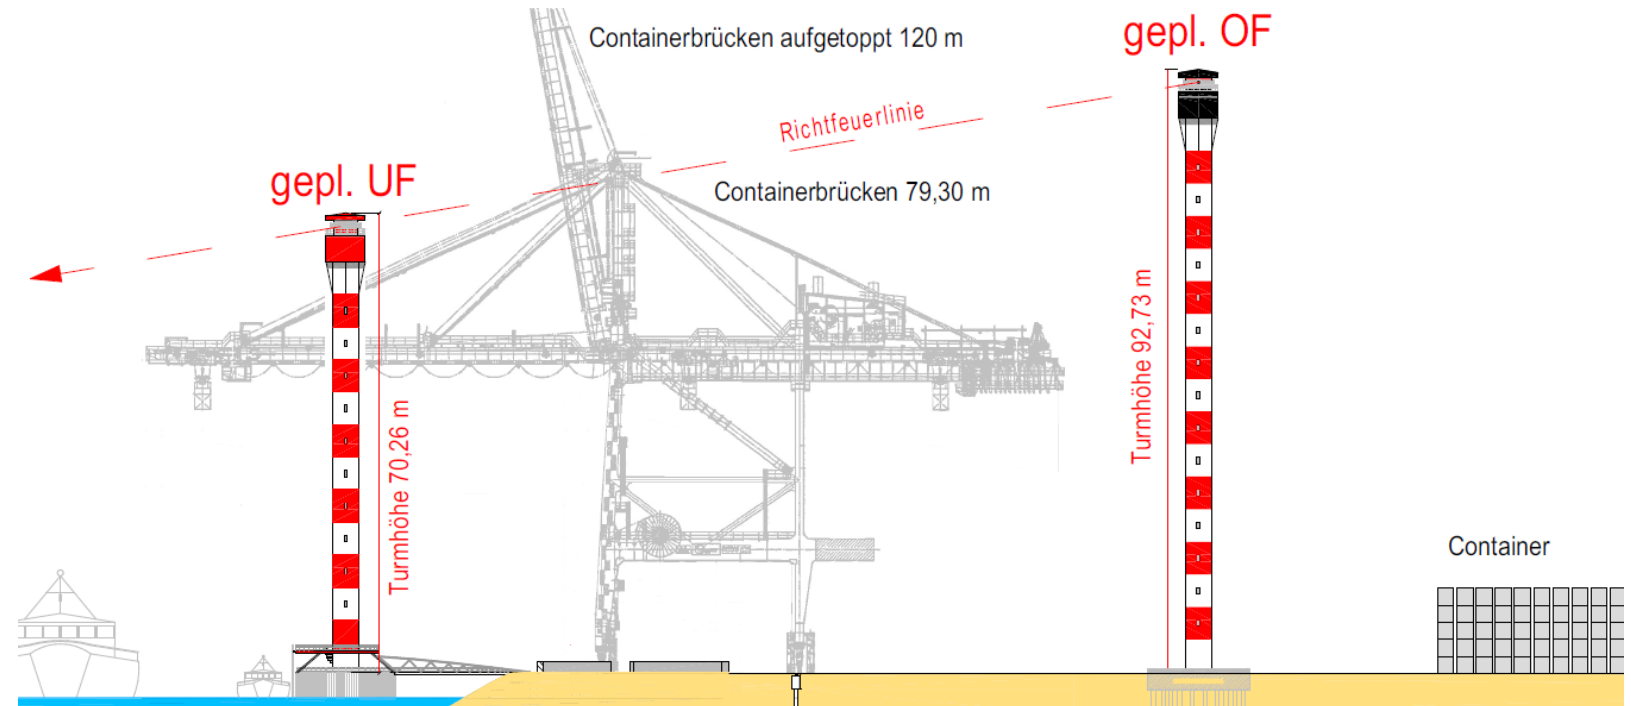 Containerbrücken aufgetoppt 120 m
gepl. OF
Richtfeuerlinie
gepl. UF
Containerbrücken 79,30 m
Turmhöhe 92,73 m
Turmhöhe 70,26 m
Container